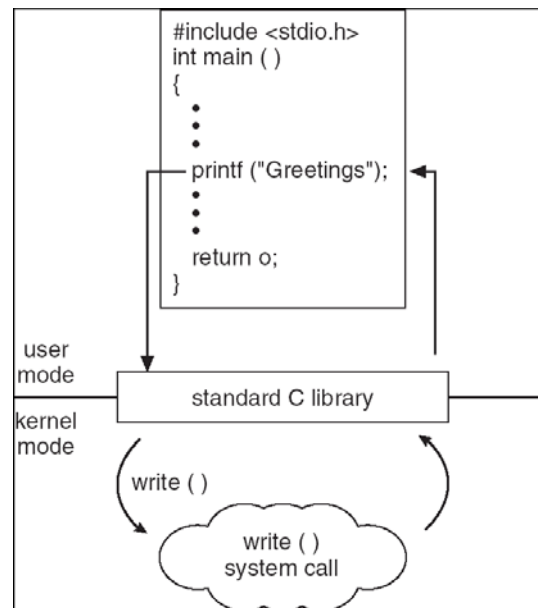 #include <stdio.h>
int main ( )
{
•
•
•
printf ("Greetings");
•
•
•
return o;
}
user
mode
standard C library
kernel
mode
write ( )
write ( )
system call